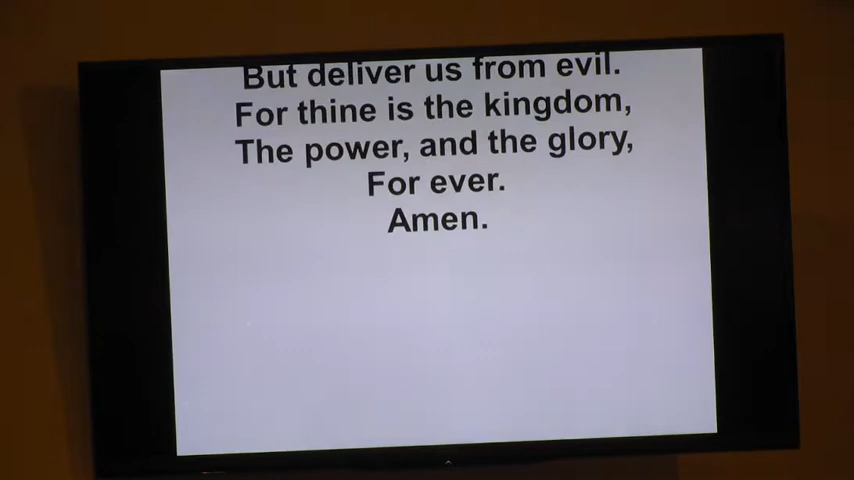 But deliver us from evil.
For thine is the kingdom,
The power, and the glory,
For ever.
Amen.